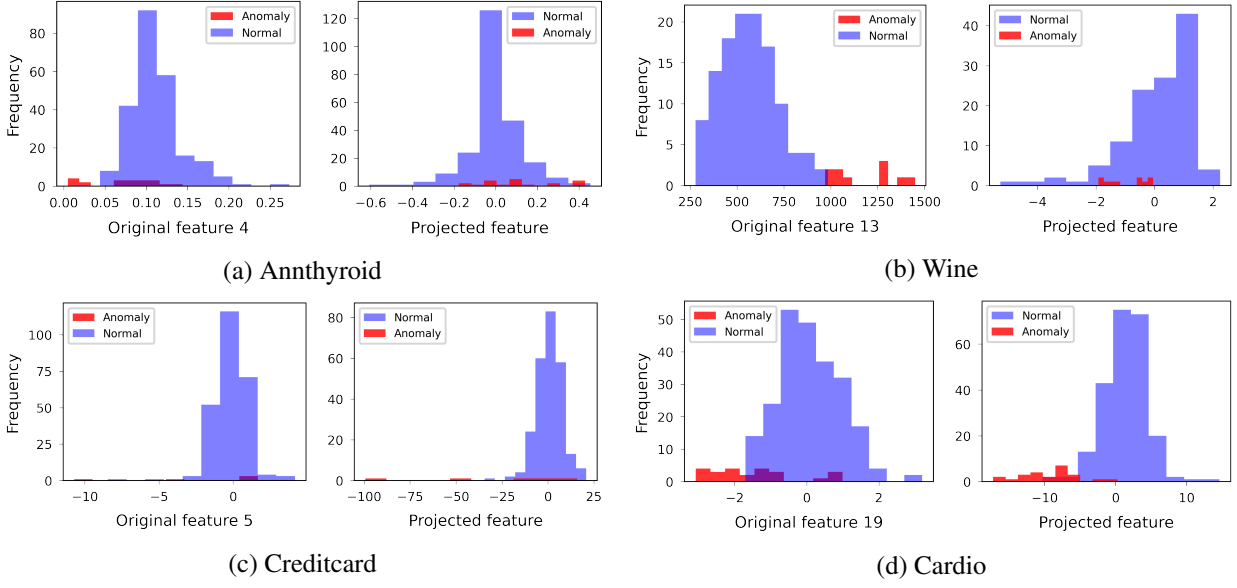 Frequency
80
60
40
20
0
Anomaly
Normal
0.00 0.05 0.10 0.15 0.20 0.25
Original feature 4
120
100
80
60
40
20
0
Normal
Anomaly
−0.6 −0.4 −0.2 0.0 0.2 0.4
Projected feature
(a) Annthyroid
Frequency
20
15
10
5
0
Anomaly
Normal
250 500 750 1000 1250 1500
Original feature 13
40
30
20
10
0
Normal
Anomaly
−4 −2 0 2
Projected feature
(b) Wine
Frequency
100
75
50
25
0
Anomaly
Normal
−10 −5 0
Original feature 5
80
60
40
20
0
Normal
Anomaly
−100 −75 −50 −25 0 25
Projected feature
(c) Creditcard
Frequency
50
40
30
20
10
0
Anomaly
Normal
−2 0 2
Original feature 19
60
40
20
0
Normal
Anomaly
−10 0 10
Projected feature
(d) Cardio